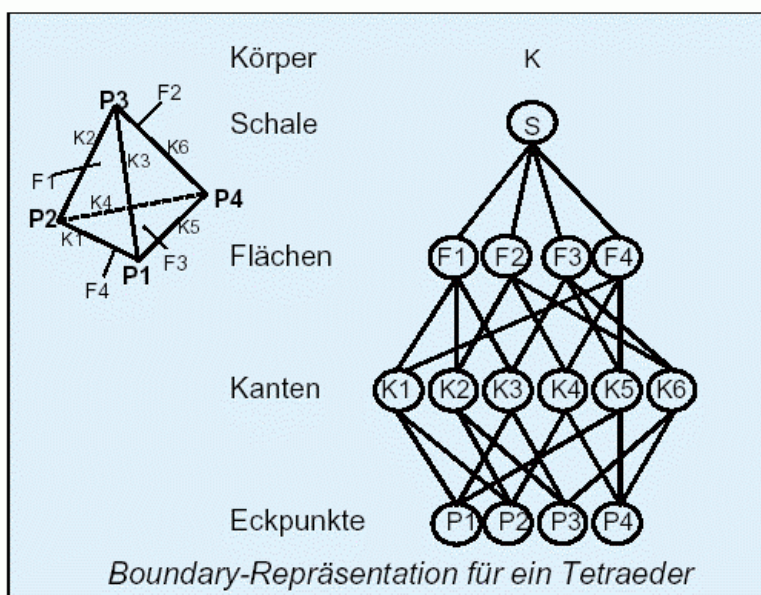 Körper K
P3 F2
Schale S
K2 K3 K6
F1
K4 P4
P2
K1 K5
F3
F4 P1
Flächen F1 F2 F3 F4
Kanten K1 K2 K3 K4 K5 K6
Eckpunkte P1 P2 P3 P4
Boundary-Repräsentation für ein Tetraeder